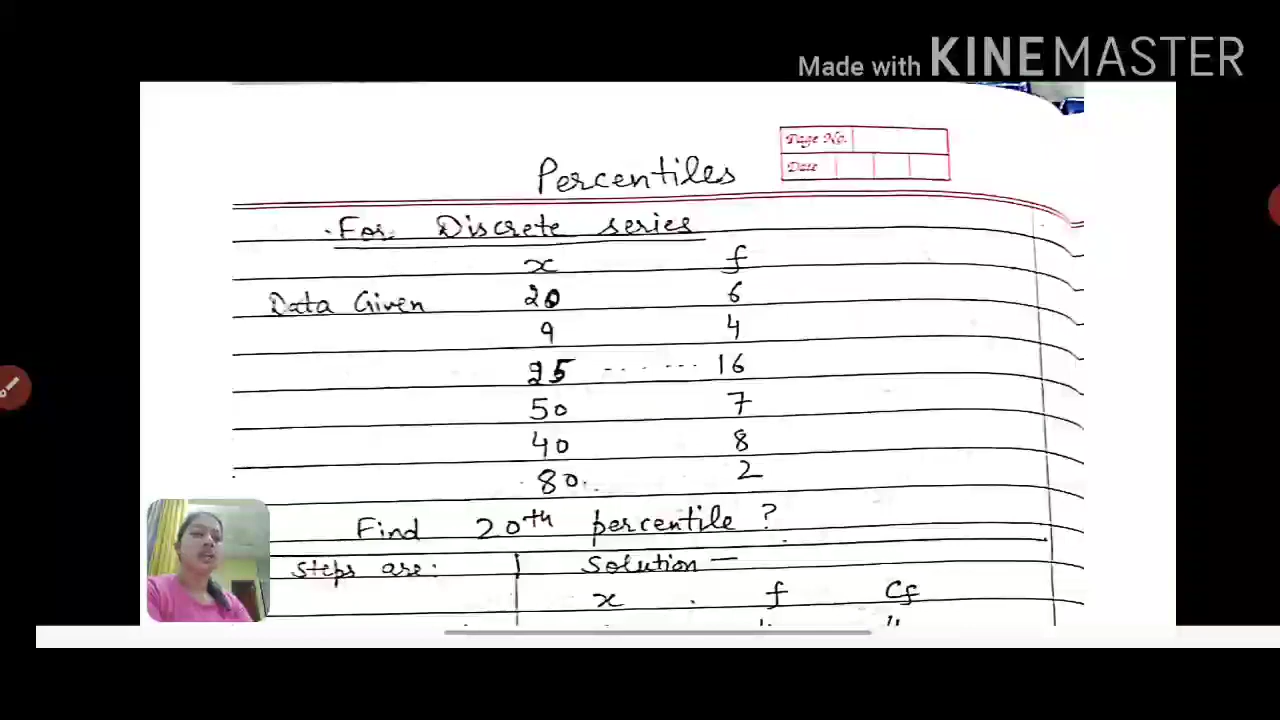 Made with KINEMASTER
Page No.
Date
Percentiles
For Discrete series
x f
Data Given 20 6
9 4
25 ...... 16
50 7
40 8
80.. 2
Find 20th percentile ?
Steps are: Solution —
x f Cf